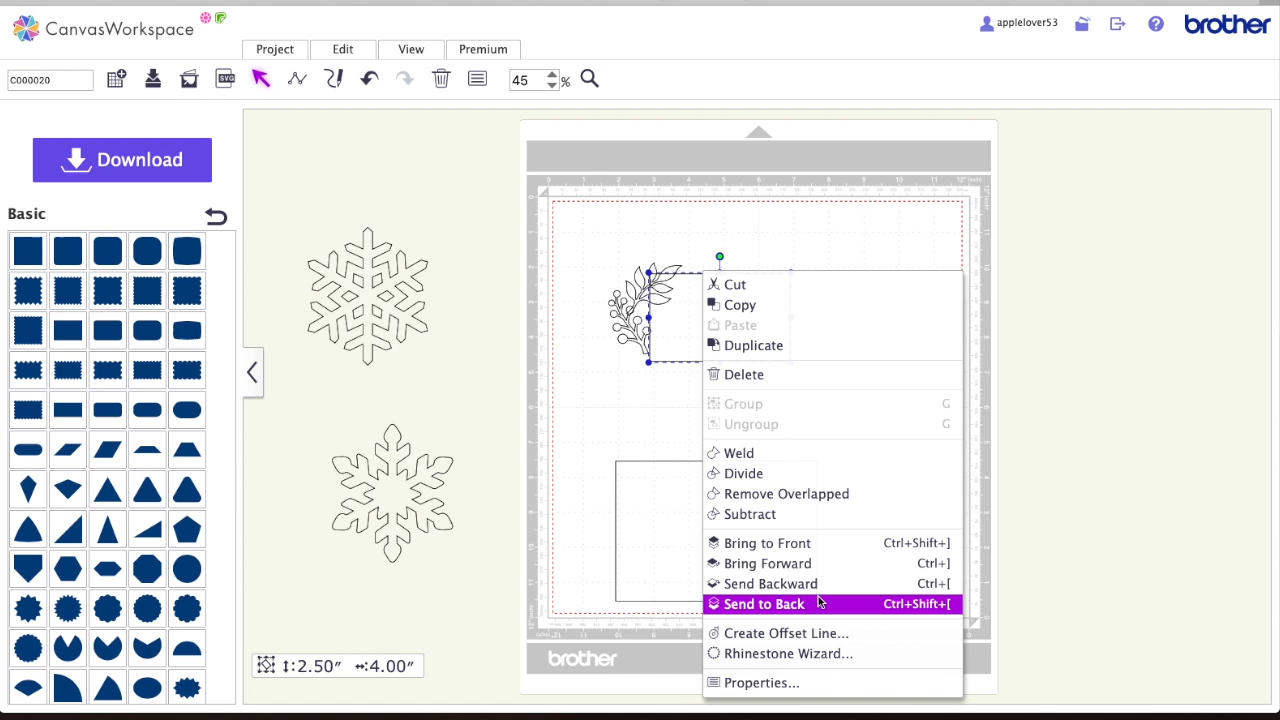 CanvasWorkspace
applelover53
brother
Project Edit View Premium
C000020
SVG
45 %
Download
Basic
Cut
Copy
Paste
Duplicate
Delete
Group G
Ungroup G
Weld
Divide
Remove Overlapped
Subtract
Bring to Front Ctrl+Shift+]
Bring Forward Ctrl+]
Send Backward Ctrl+[
Send to Back Ctrl+Shift+[
Create Offset Line...
Rhinestone Wizard...
Properties...
brother
↕:2.50” ↔:4.00”